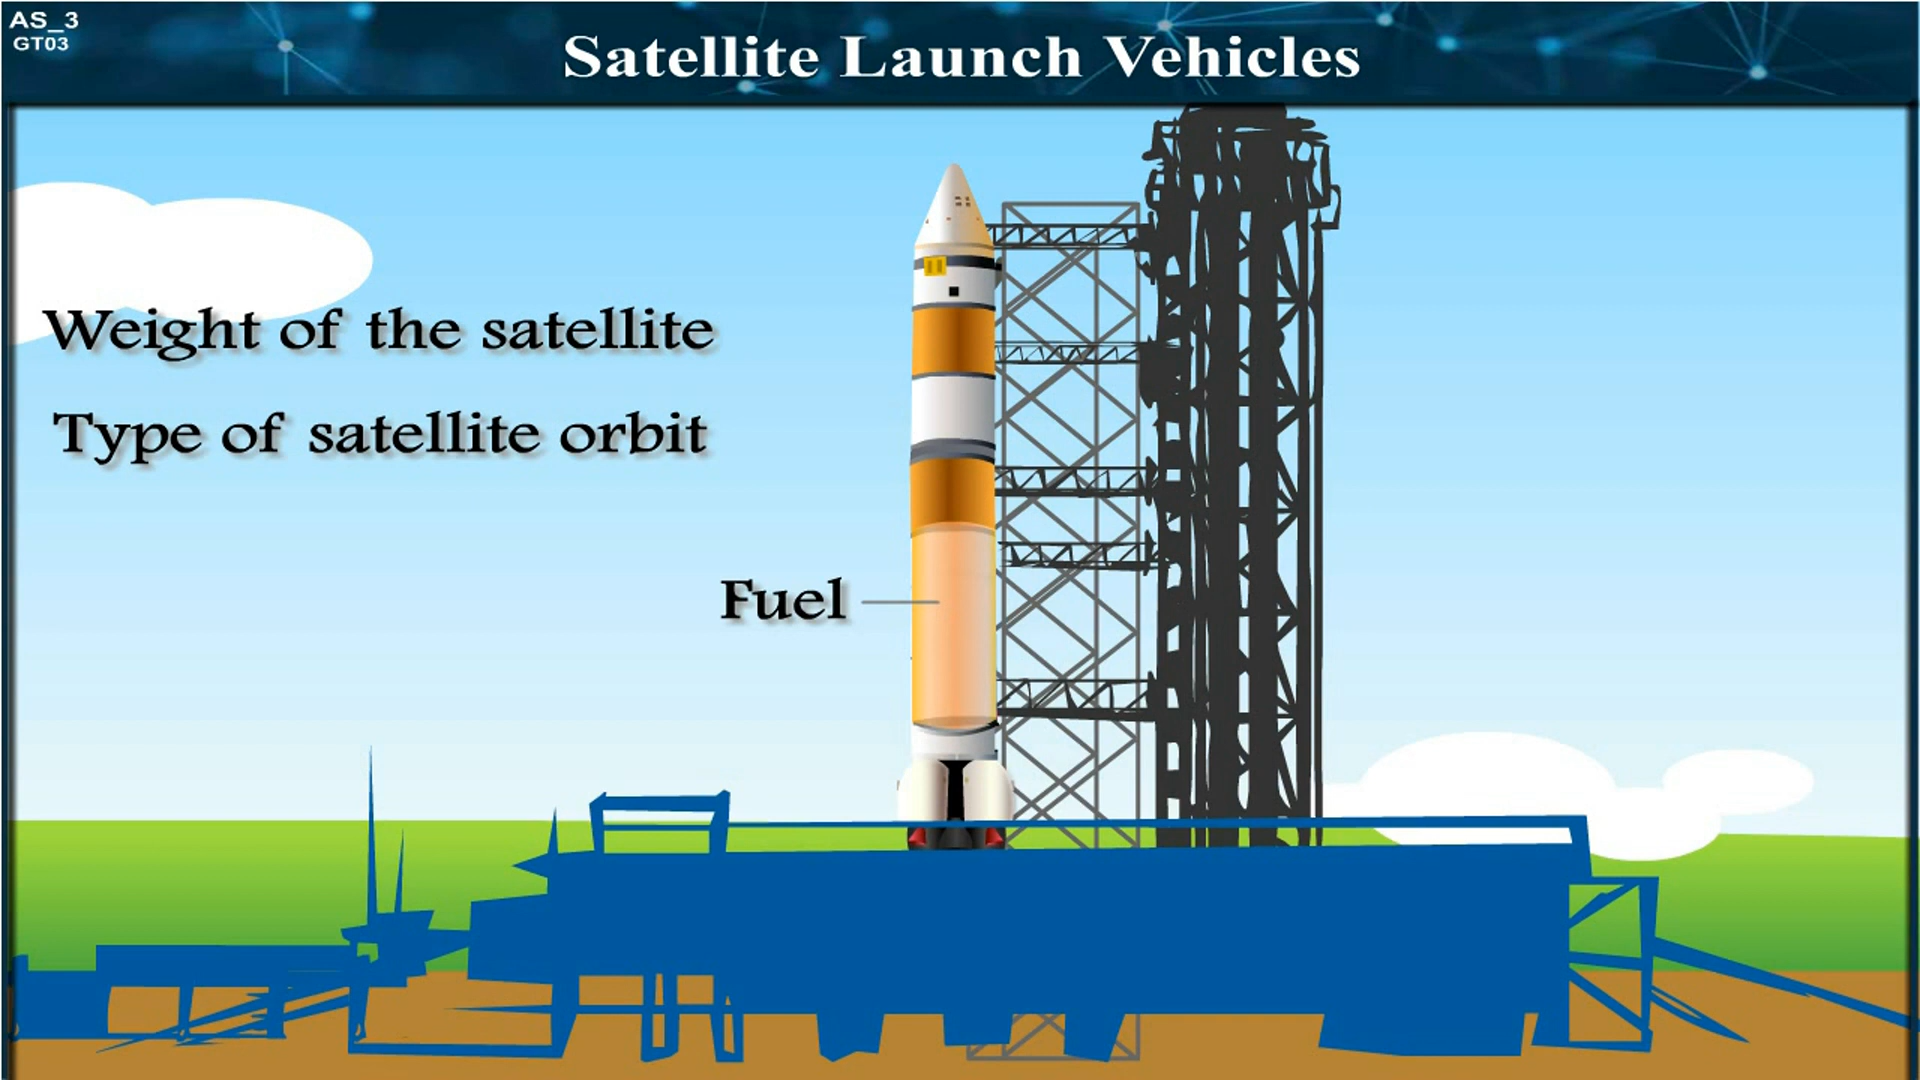 AS_3
GT03
Satellite Launch Vehicles
Weight of the satellite
Type of satellite orbit
Fuel